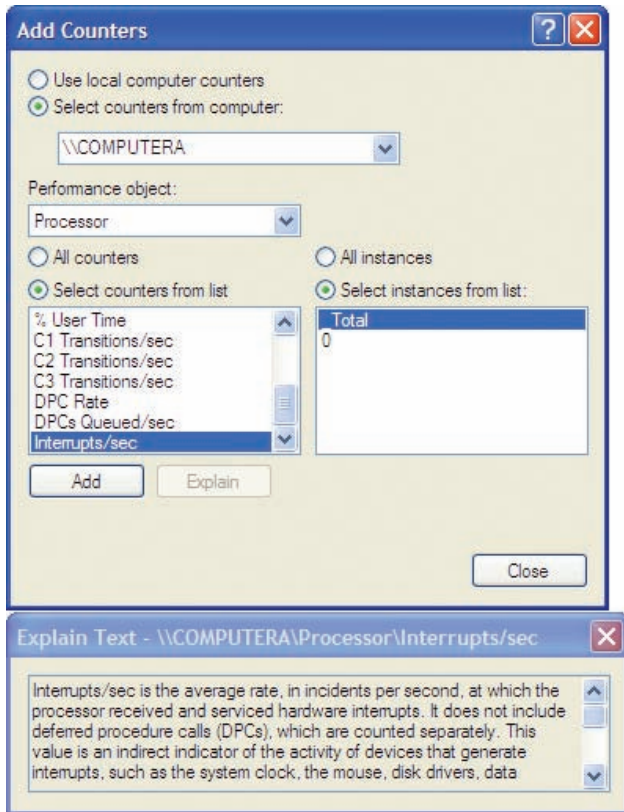 Add Counters
Use local computer counters
Select counters from computer:
\\COMPUTERA
Performance object:
Processor
All counters
All instances
Select counters from list
Select instances from list:
% User Time
C1 Transitions/sec
C2 Transitions/sec
C3 Transitions/sec
DPC Rate
DPCs Queued/sec
Interrupts/sec
_Total
0
Add
Explain
Close
Explain Text - \\COMPUTERA\Processor\Interrupts/sec
Interrupts/sec is the average rate, in incidents per second, at which the
processor received and serviced hardware interrupts. It does not include
deferred procedure calls (DPCs), which are counted separately. This
value is an indirect indicator of the activity of devices that generate
interrupts, such as the system clock, the mouse, disk drivers, data